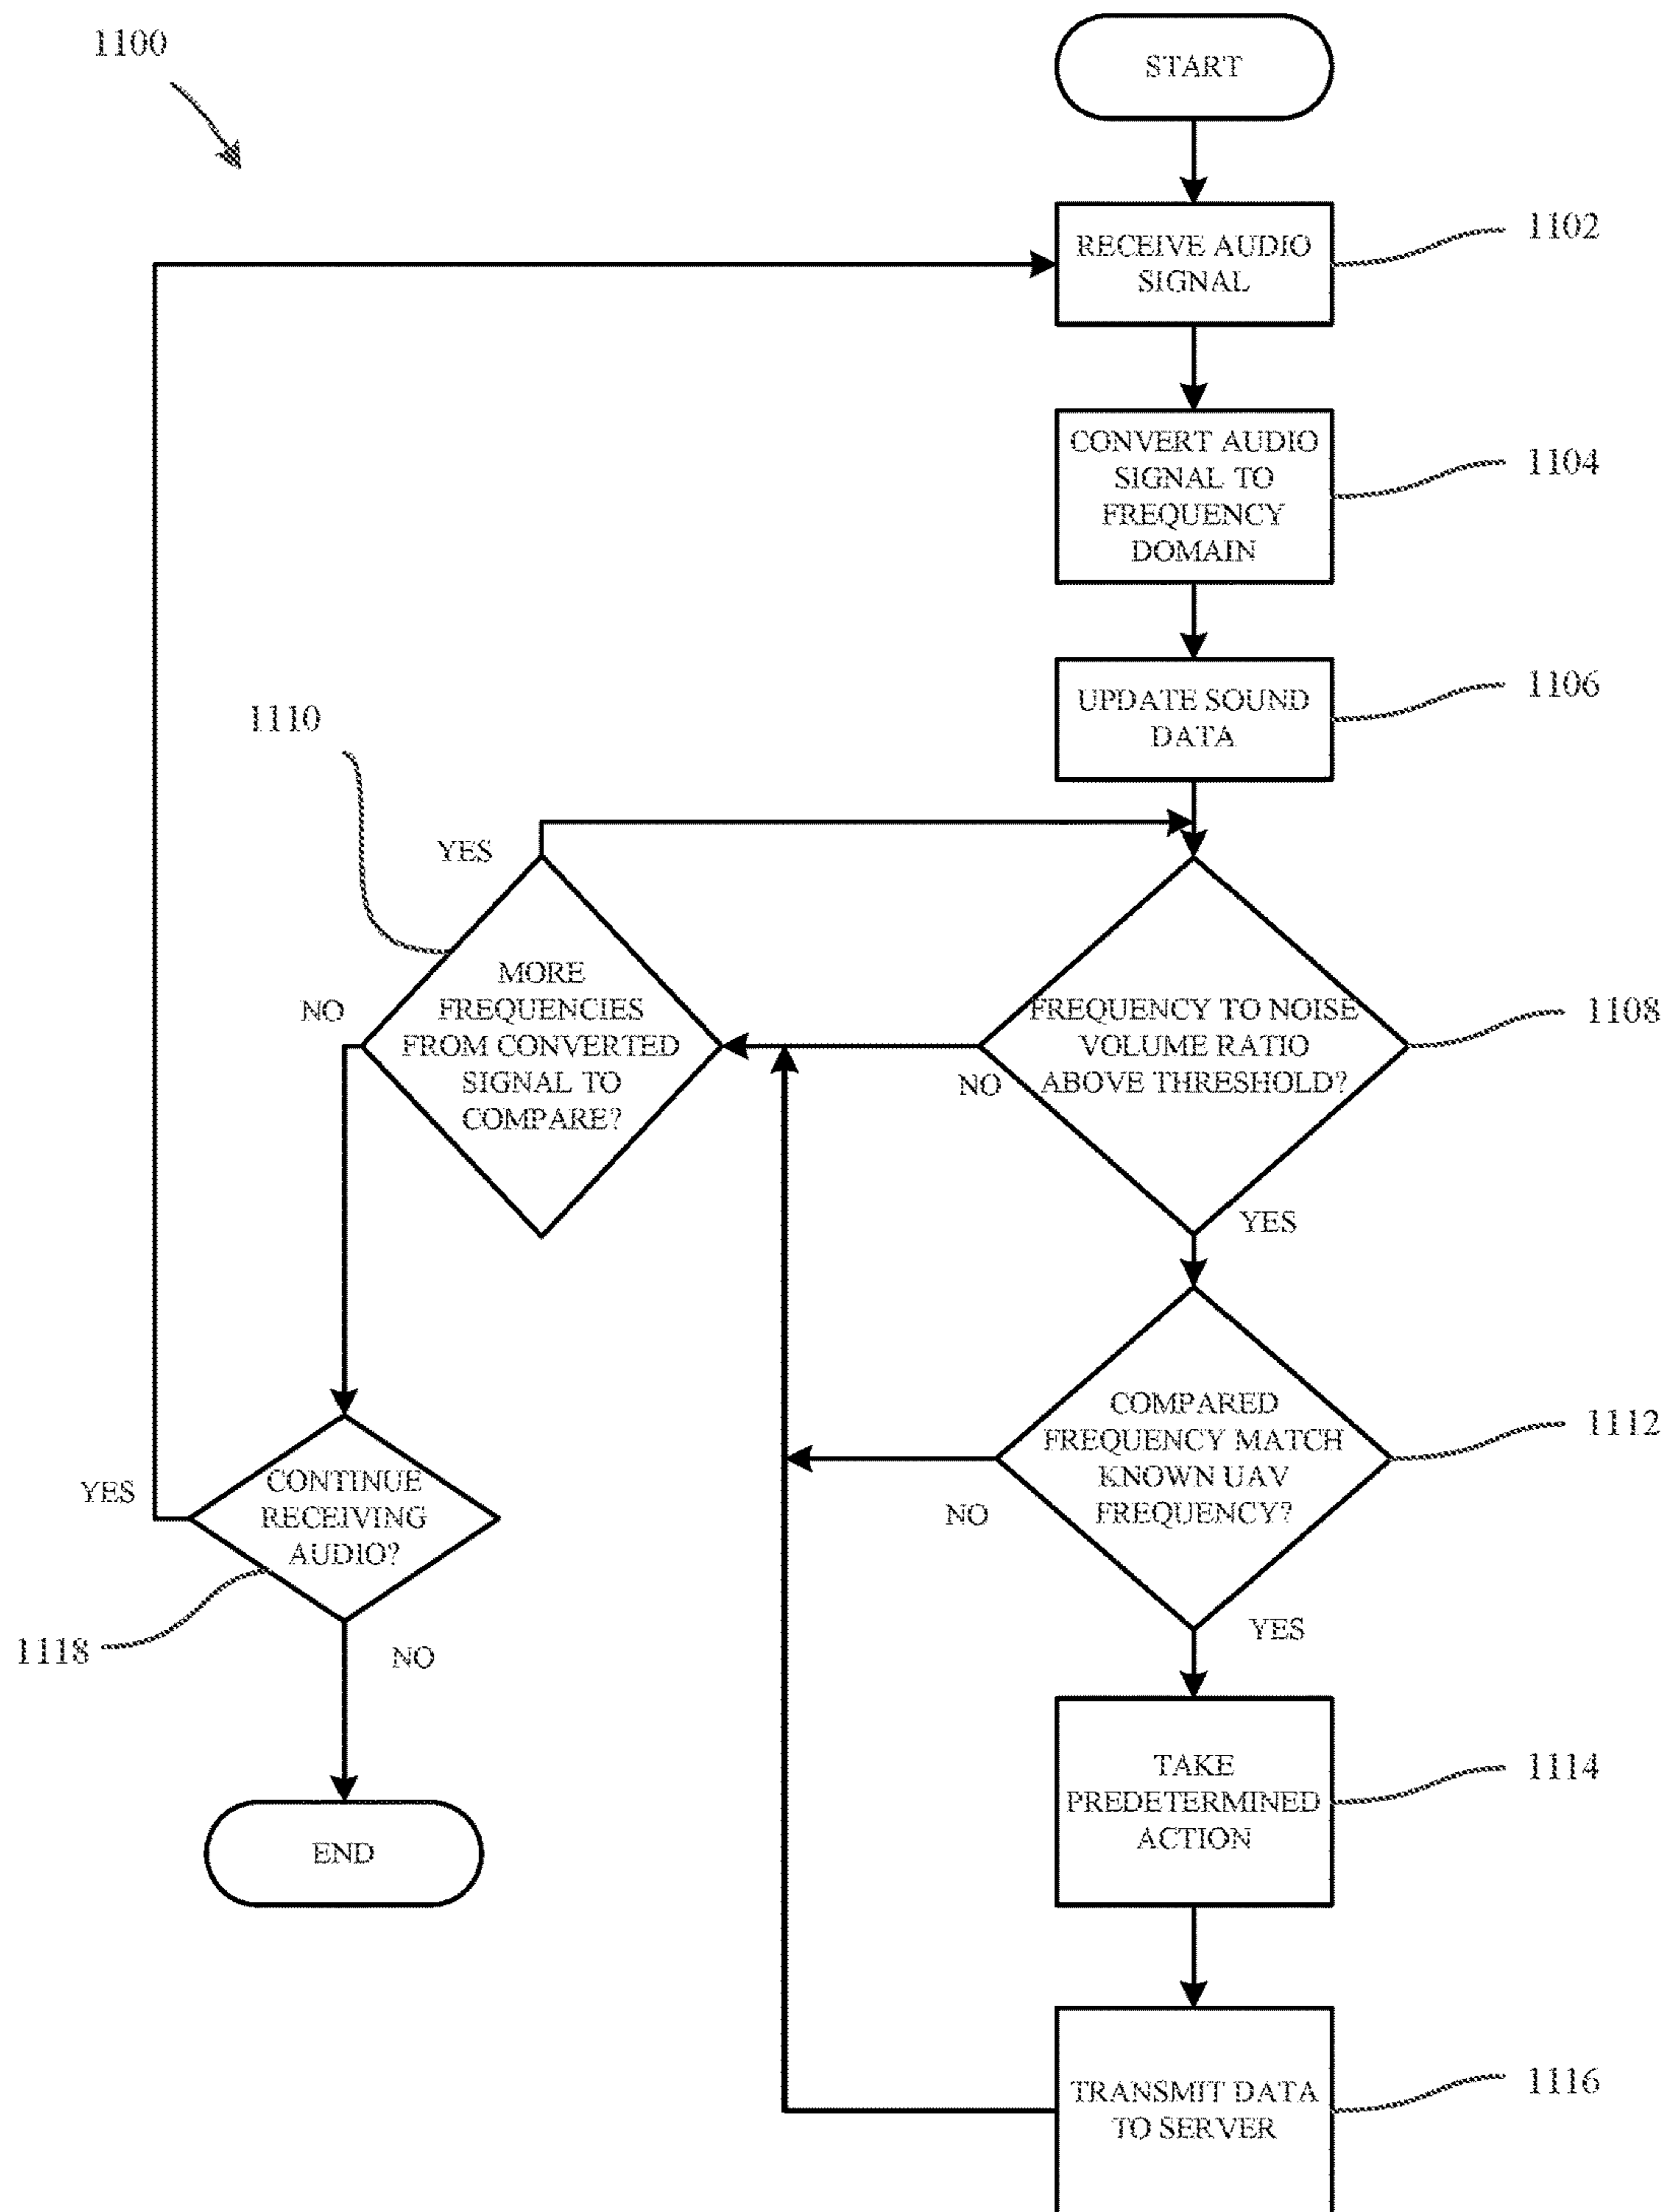 1100
START
RECEIVE AUDIO
SIGNAL
1102
CONVERT AUDIO
SIGNAL TO
FREQUENCY
DOMAIN
1104
UPDATE SOUND
DATA
1106
1110
YES
MORE
FREQUENCIES
FROM CONVERTED
SIGNAL TO
COMPARE?
NO
FREQUENCY TO NOISE
VOLUME RATIO
ABOVE THRESHOLD?
1108
NO
YES
COMPARED
FREQUENCY MATCH
KNOWN UAV
FREQUENCY?
1112
NO
YES
CONTINUE
RECEIVING
AUDIO?
YES
1118
NO
TAKE
PREDETERMINED
ACTION
1114
END
TRANSMIT DATA
TO SERVER
1116